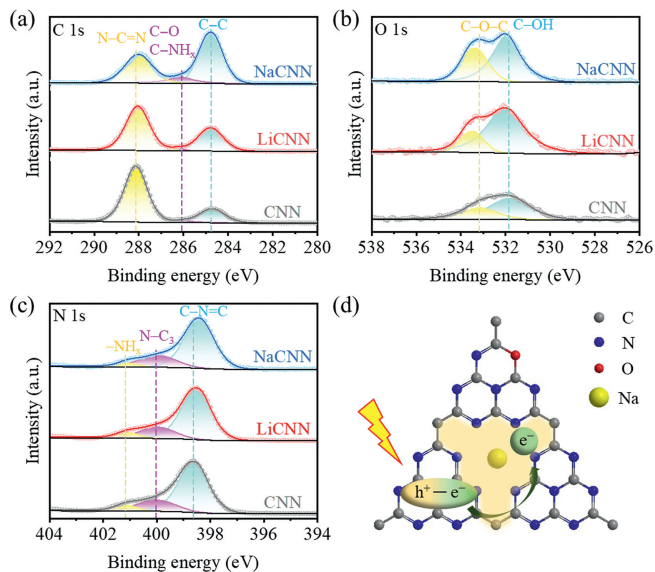 (a)
C 1s
N–C=N
C–O
C–NHₓ
C–C
NaCNN
LiCNN
CNN
Intensity (a.u.)
292 290 288 286 284 282 280
Binding energy (eV)
(b)
O 1s
C–O–C
C–OH
NaCNN
LiCNN
CNN
Intensity (a.u.)
538 536 534 532 530 528 526
Binding energy (eV)
(c)
N 1s
–NHₓ
N–C₃
C–N=C
NaCNN
LiCNN
CNN
Intensity (a.u.)
404 402 400 398 396 394
Binding energy (eV)
(d)
C
N
O
Na
e⁻
h⁺—e⁻